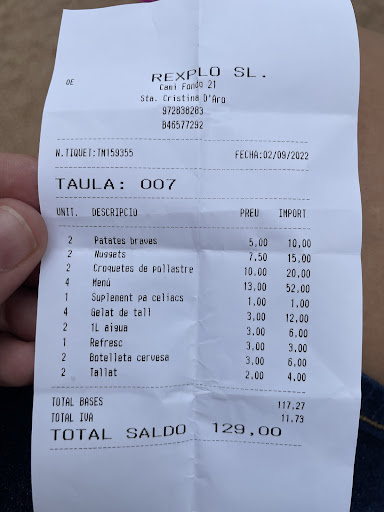 OE
REXPLO SL.
Cami Fondo 21
Sta. Cristina D'Aro
972838283
B46577292
N.TIQUET:TM159355 FECHA:02/09/2022
TAULA: 007
UNIT. DESCRIPCIO PREU IMPORT
2 Patates braves 5,00 10,00
2 Nuggets 7,50 15,00
2 Croquetes de pollastre 10,00 20,00
4 Menú 13,00 52,00
1 Suplement pa celiacs 1,00 1,00
4 Gelat de tall 3,00 12,00
2 1L aigua 3,00 6,00
1 Refresc 3,00 3,00
2 Botelleta cervesa 3,00 6,00
2 Tallat 2,00 4,00
TOTAL BASES 117,27
TOTAL IVA 11,73
TOTAL SALDO 129,00